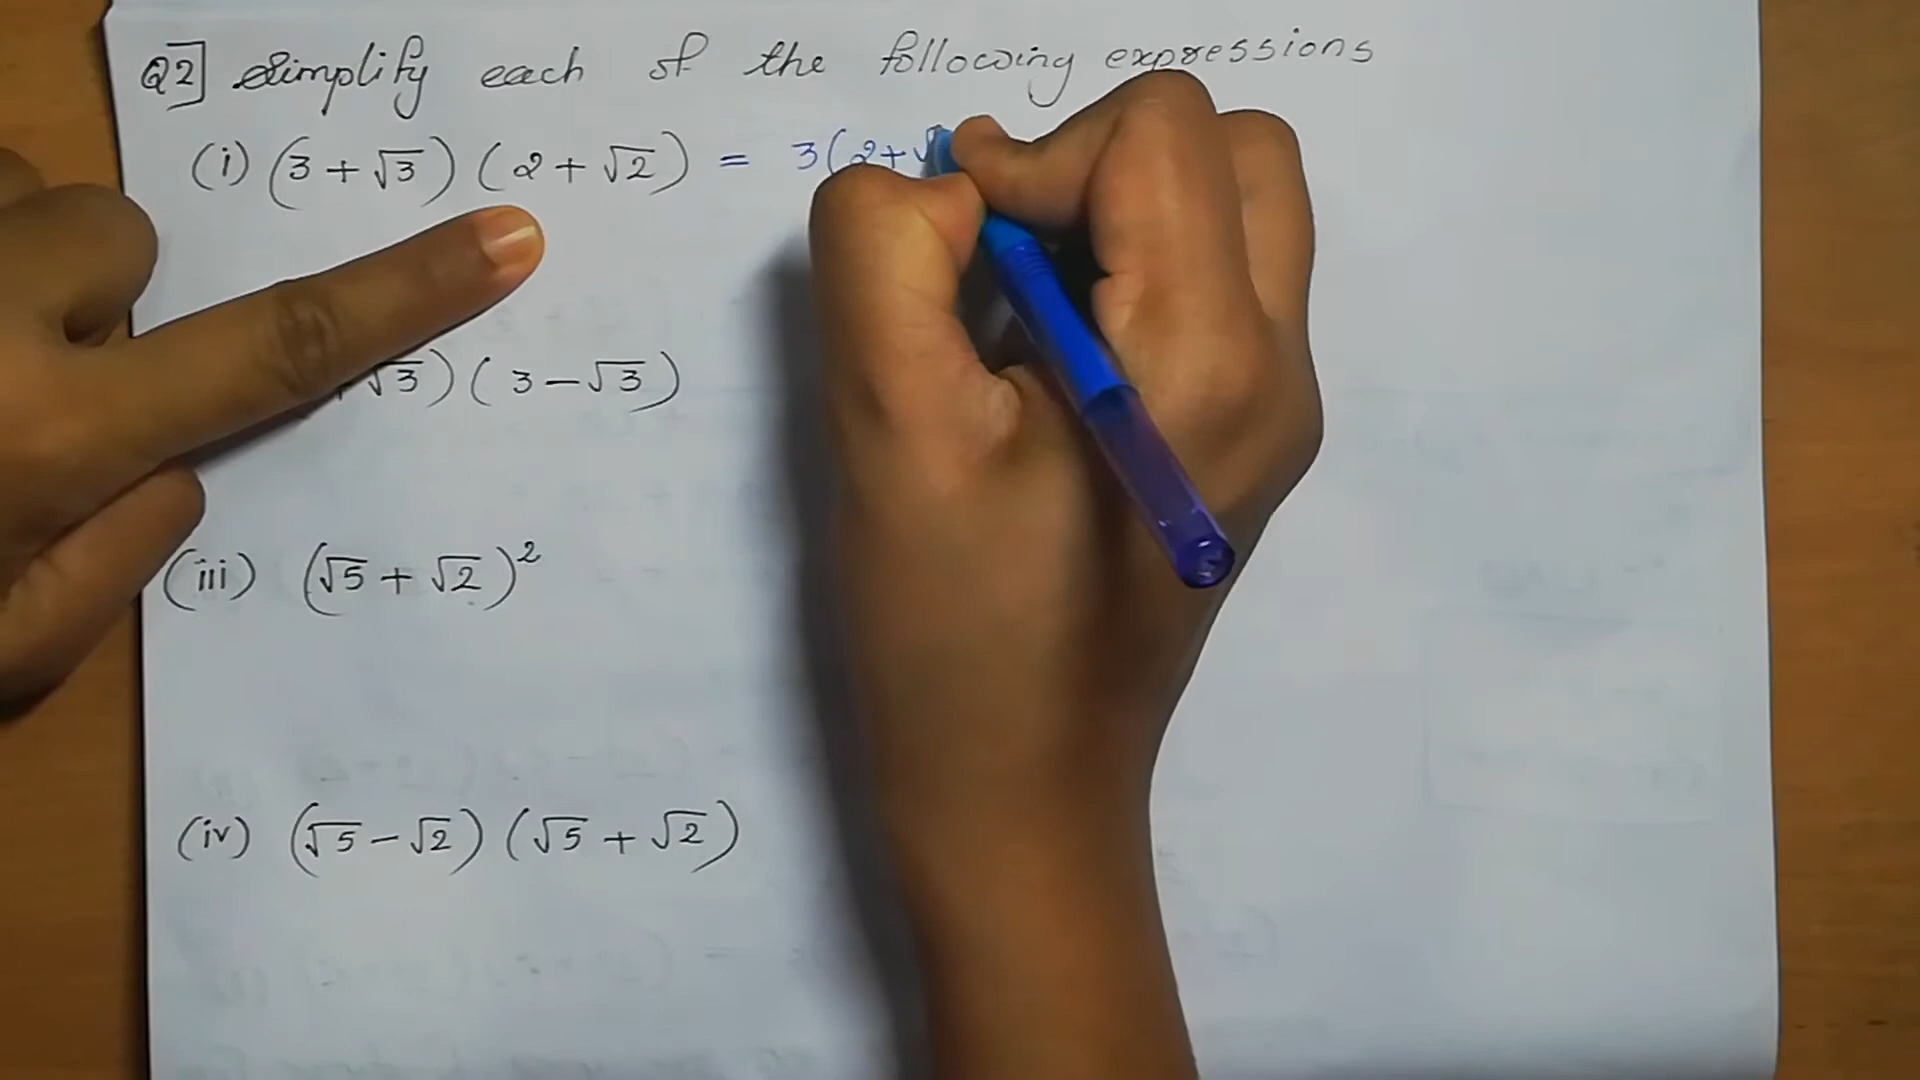 Q2] Simplify each of the following expressions
(i) (3 + √3) (2 + √2) = 3(2+√
√3) (3 − √3)
(iii) (√5 + √2)²
(iv) (√5 − √2) (√5 + √2)